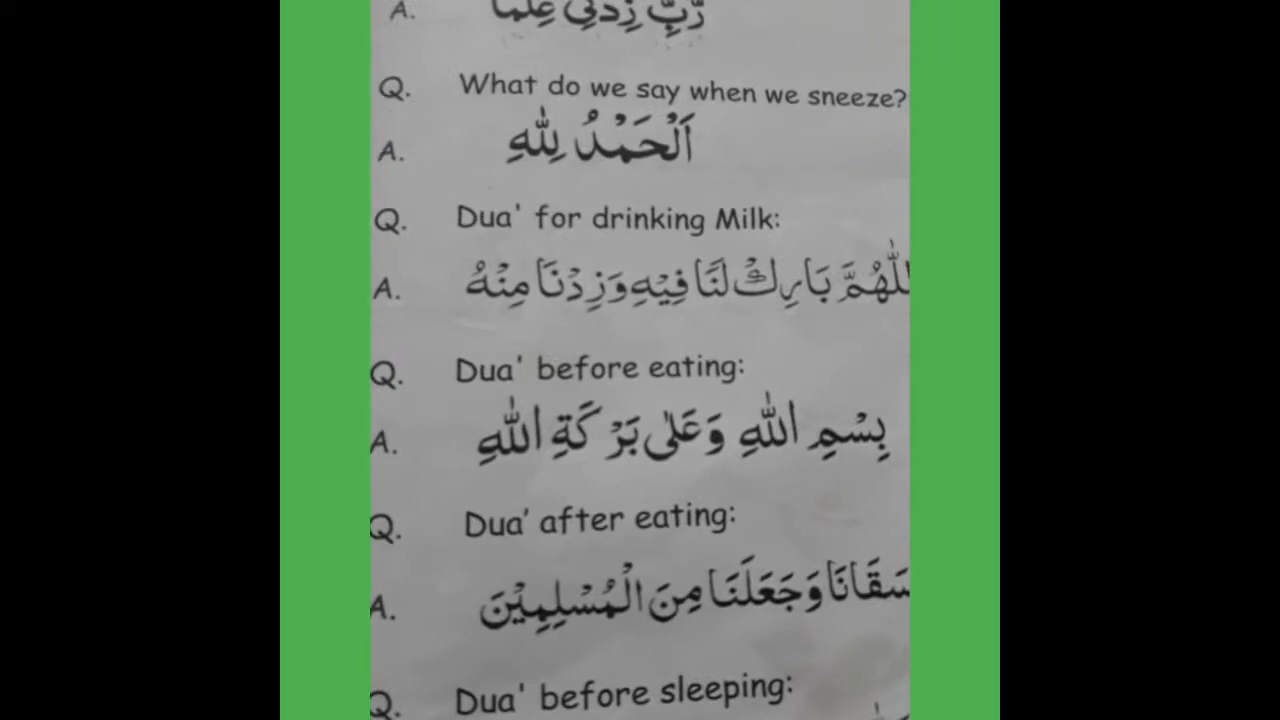 A. رَّبِّ زِدْنِي عِلْمًا
Q. What do we say when we sneeze?
A. اَلْحَمْدُ لِلّٰهِ
Q. Dua' for drinking Milk:
A. بَارِكْ لَنَا فِيْهِ وَزِدْنَا مِنْهُ
Q. Dua' before eating:
A. بِسْمِ اللّٰهِ وَعَلٰى بَرَكَةِ اللّٰهِ
Q. Dua' after eating:
A. سَقَانَا وَجَعَلَنَا مِنَ الْمُسْلِمِيْنَ
Q. Dua' before sleeping: